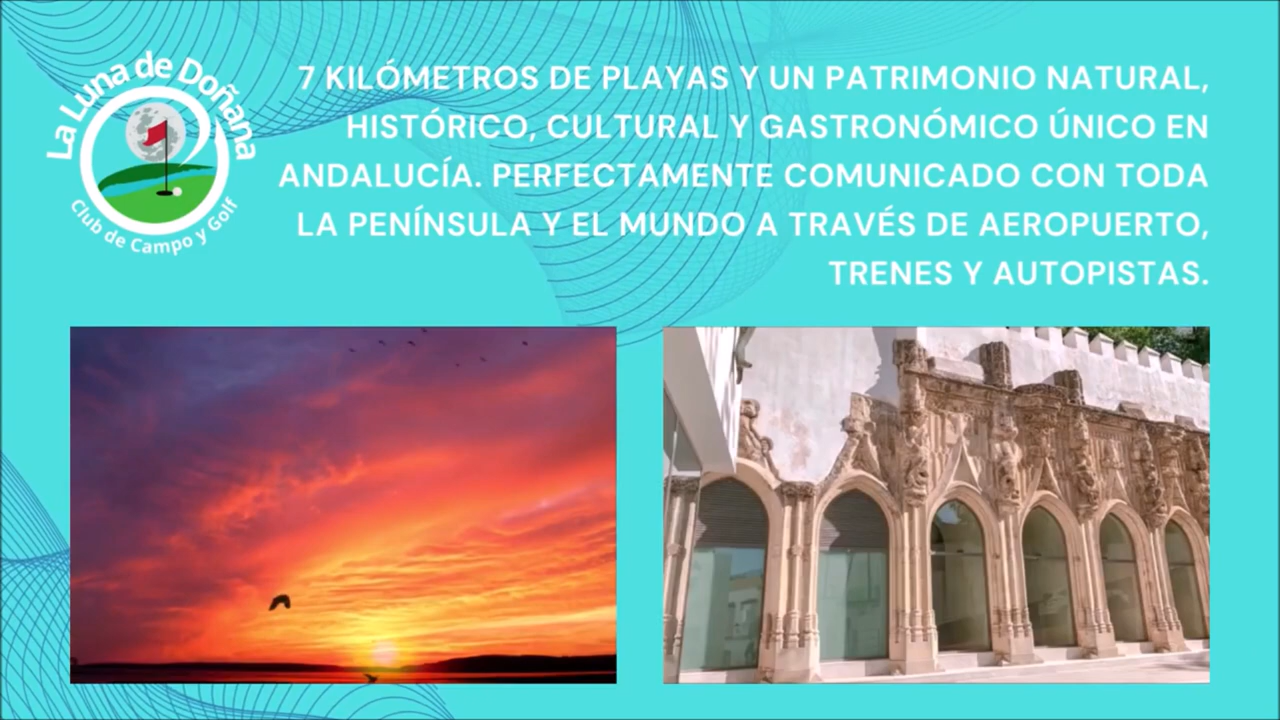 La Luna de Doñana
Club de Campo y Golf
7 KILÓMETROS DE PLAYAS Y UN PATRIMONIO NATURAL,
HISTÓRICO, CULTURAL Y GASTRONÓMICO ÚNICO EN
ANDALUCÍA. PERFECTAMENTE COMUNICADO CON TODA
LA PENÍNSULA Y EL MUNDO A TRAVÉS DE AEROPUERTO,
TRENES Y AUTOPISTAS.